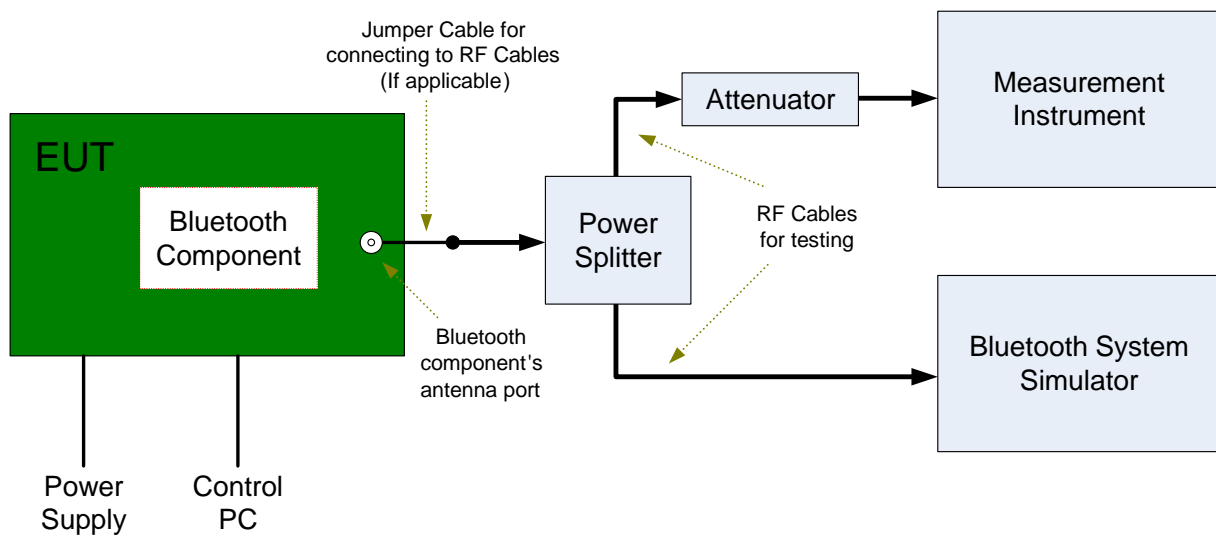 Jumper Cable for
connecting to RF Cables
(If applicable)
Attenuator
Measurement
Instrument
EUT
Bluetooth
Component
Power
Splitter
RF Cables
for testing
Bluetooth
component's
antenna port
Bluetooth System
Simulator
Power
Supply
Control
PC